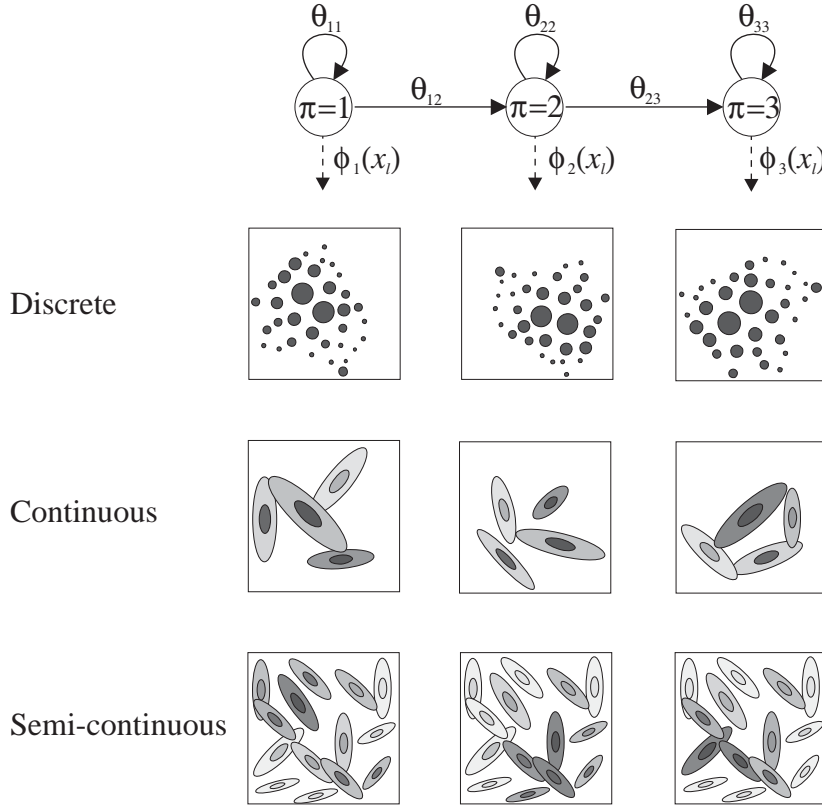 θ11 θ22 θ33
θ12 θ23
π=1 π=2 π=3
ϕ1(xl) ϕ2(xl) ϕ3(xl)
Discrete
Continuous
Semi-continuous